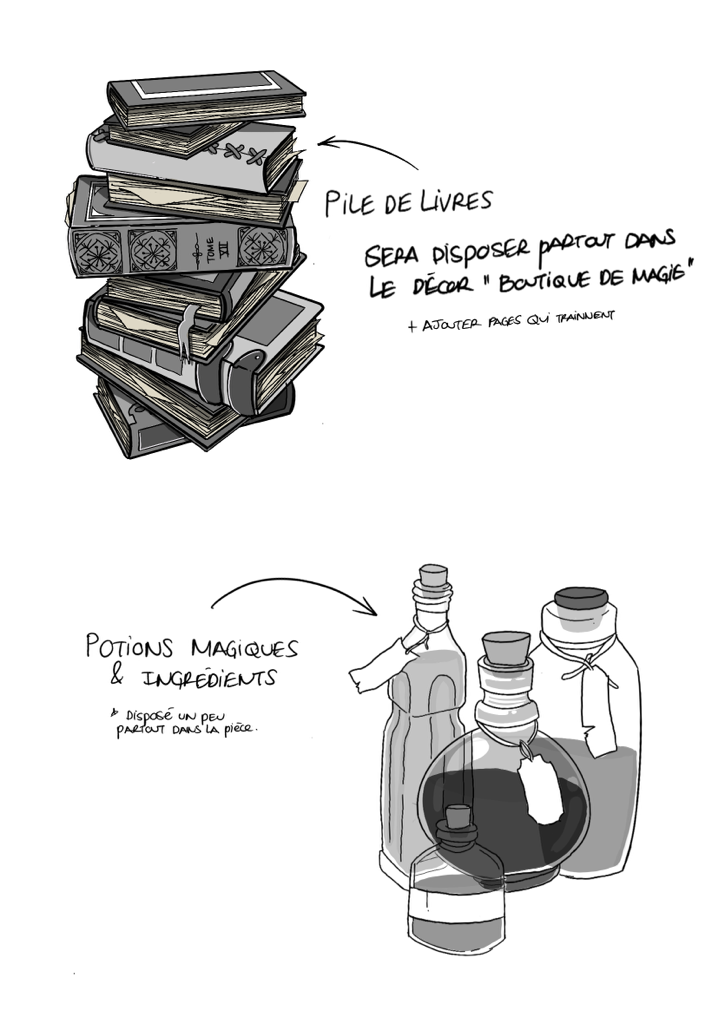 TOME
VII
PILE DE LIVRES
SERA DISPOSER PARTOUT DANS
LE DÉCOR " BOUTIQUE DE MAGIE"
+ AJOUTER PAGES QUI TRAINNENT
POTIONS MAGIQUES
& INGRÉDIENTS
* DISPOSÉ UN PEU
PARTOUT DANS LA PIÈCE.